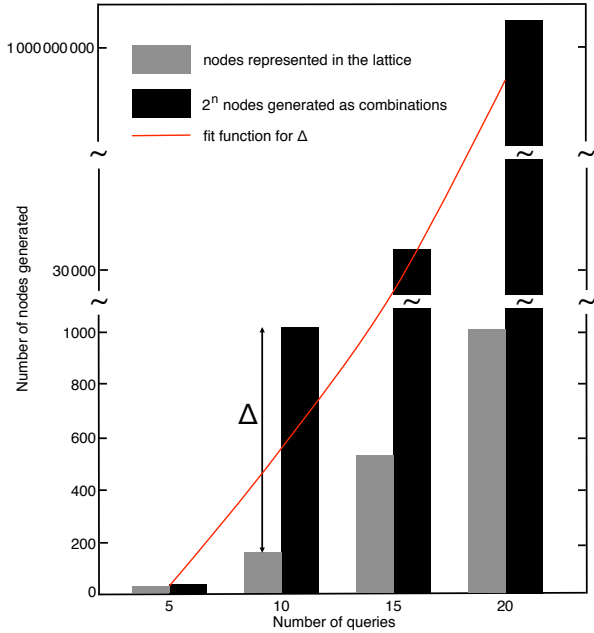 1 000 000 000
nodes represented in the lattice
2ⁿ nodes generated as combinations
fit function for Δ
~ ~ ~
30 000
~ ~ ~ ~
Number of nodes generated
1000
800
Δ
600
400
200
0
5 10 15 20
Number of queries